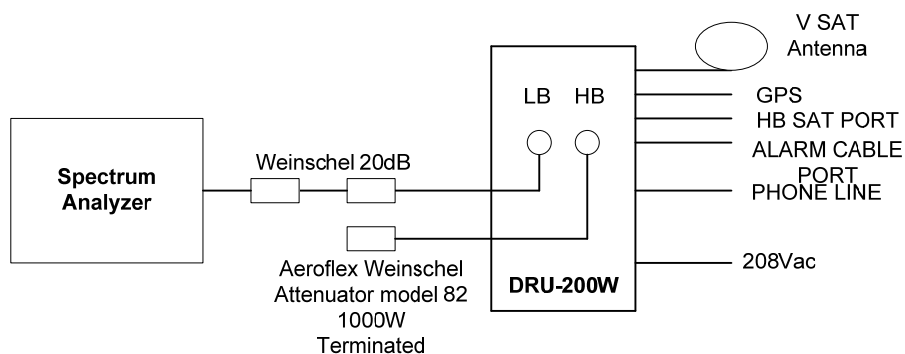 V SAT
Antenna
LB HB
GPS
HB SAT PORT
ALARM CABLE
PORT
PHONE LINE
208Vac
Weinschel 20dB
Spectrum
Analyzer
Aeroflex Weinschel
Attenuator model 82
1000W
Terminated
DRU-200W